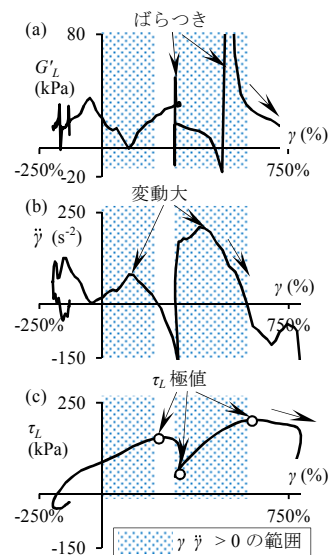 ばらつき
(a)
80
G'L
(kPa)
γ (%)
-250%
750%
-20
(b)
250
変動大
γ̈ (s-2)
γ (%)
-250%
750%
-150
(c)
250
τL 極値
τL
(kPa)
γ (%)
-250%
750%
-150
γ γ̈ >0 の範囲